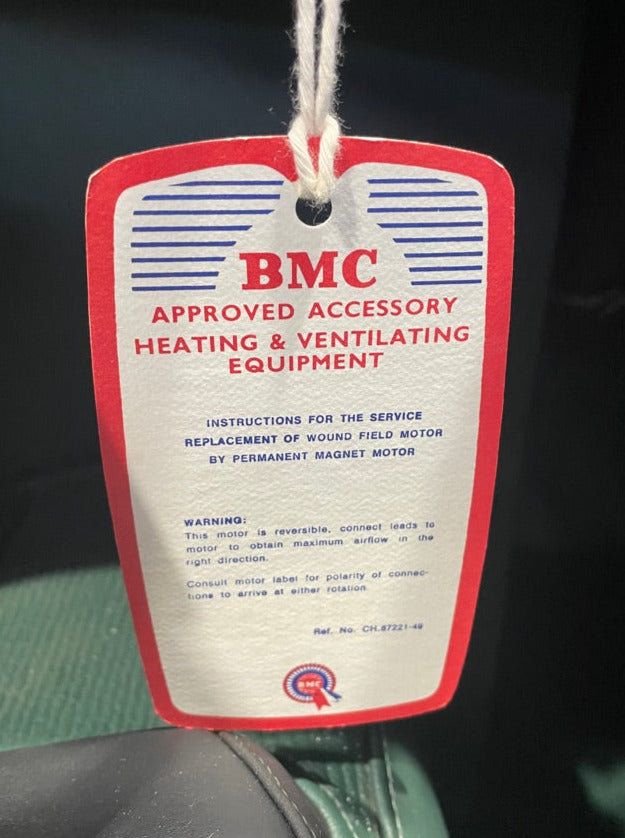 BMC
APPROVED ACCESSORY
HEATING & VENTILATING
EQUIPMENT
INSTRUCTIONS FOR THE SERVICE
REPLACEMENT OF WOUND FIELD MOTOR
BY PERMANENT MAGNET MOTOR
WARNING:
This motor is reversible, connect leads to
motor to obtain maximum airflow in the
right direction.
Consult motor label for polarity of connec-
tions to arrive at either rotation.
Ref. No. CH.87221-49
BMC